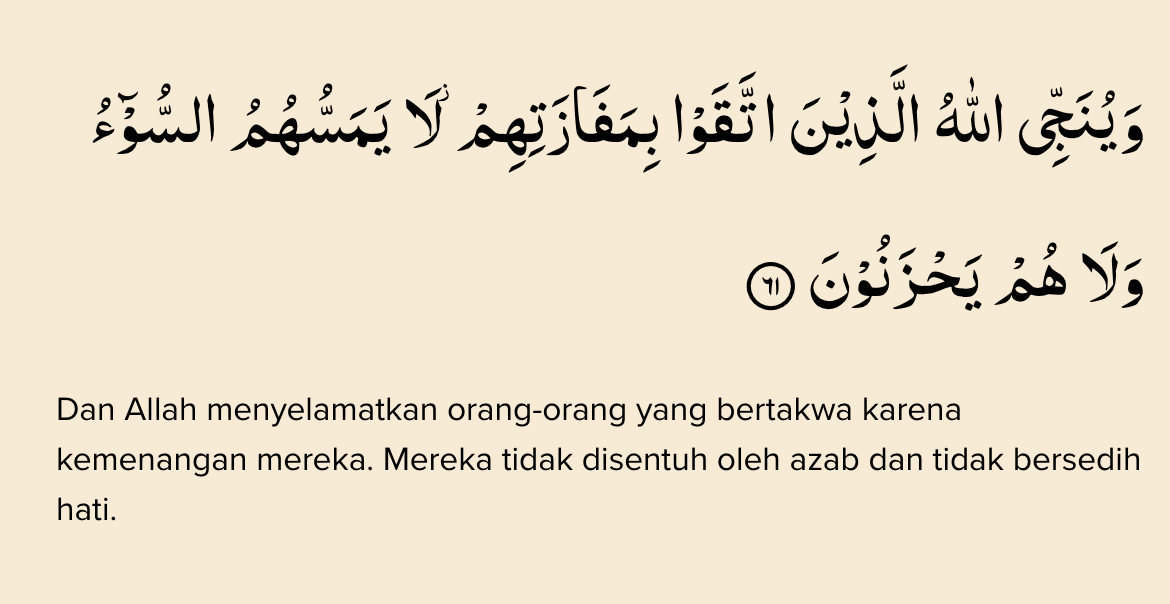 وَيُنَجِّى اللّٰهُ الَّذِيْنَ اتَّقَوْا بِمَفَازَتِهِمْ ۡلَا يَمَسُّهُمُ السُّوْۤءُ
وَلَا هُمْ يَحْزَنُوْنَ ٦١
Dan Allah menyelamatkan orang-orang yang bertakwa karena
kemenangan mereka. Mereka tidak disentuh oleh azab dan tidak bersedih
hati.